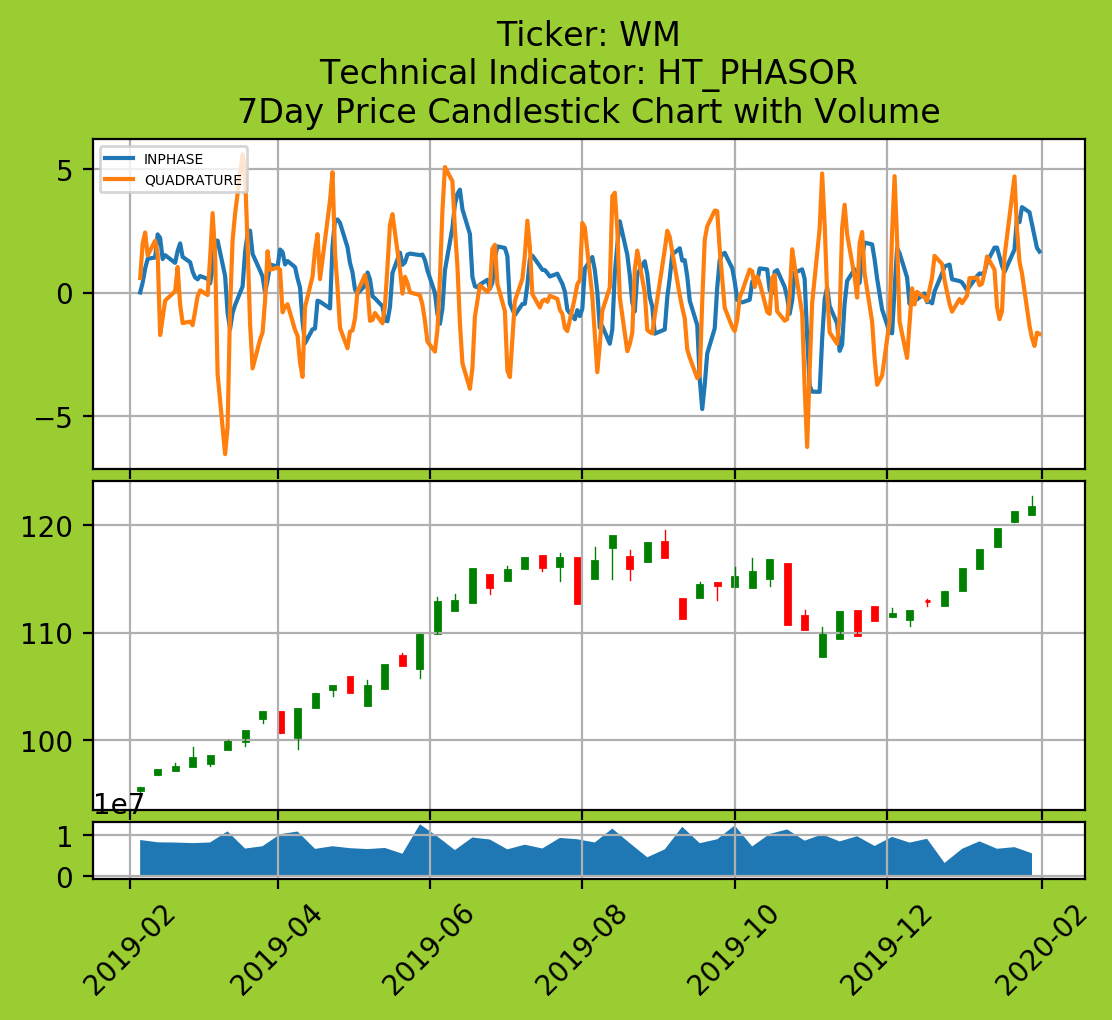 Ticker: WM
Technical Indicator: HT_PHASOR
7Day Price Candlestick Chart with Volume
INPHASE
QUADRATURE
5
0
−5
120
110
100
1e7
1
0
2019-02
2019-04
2019-06
2019-08
2019-10
2019-12
2020-02